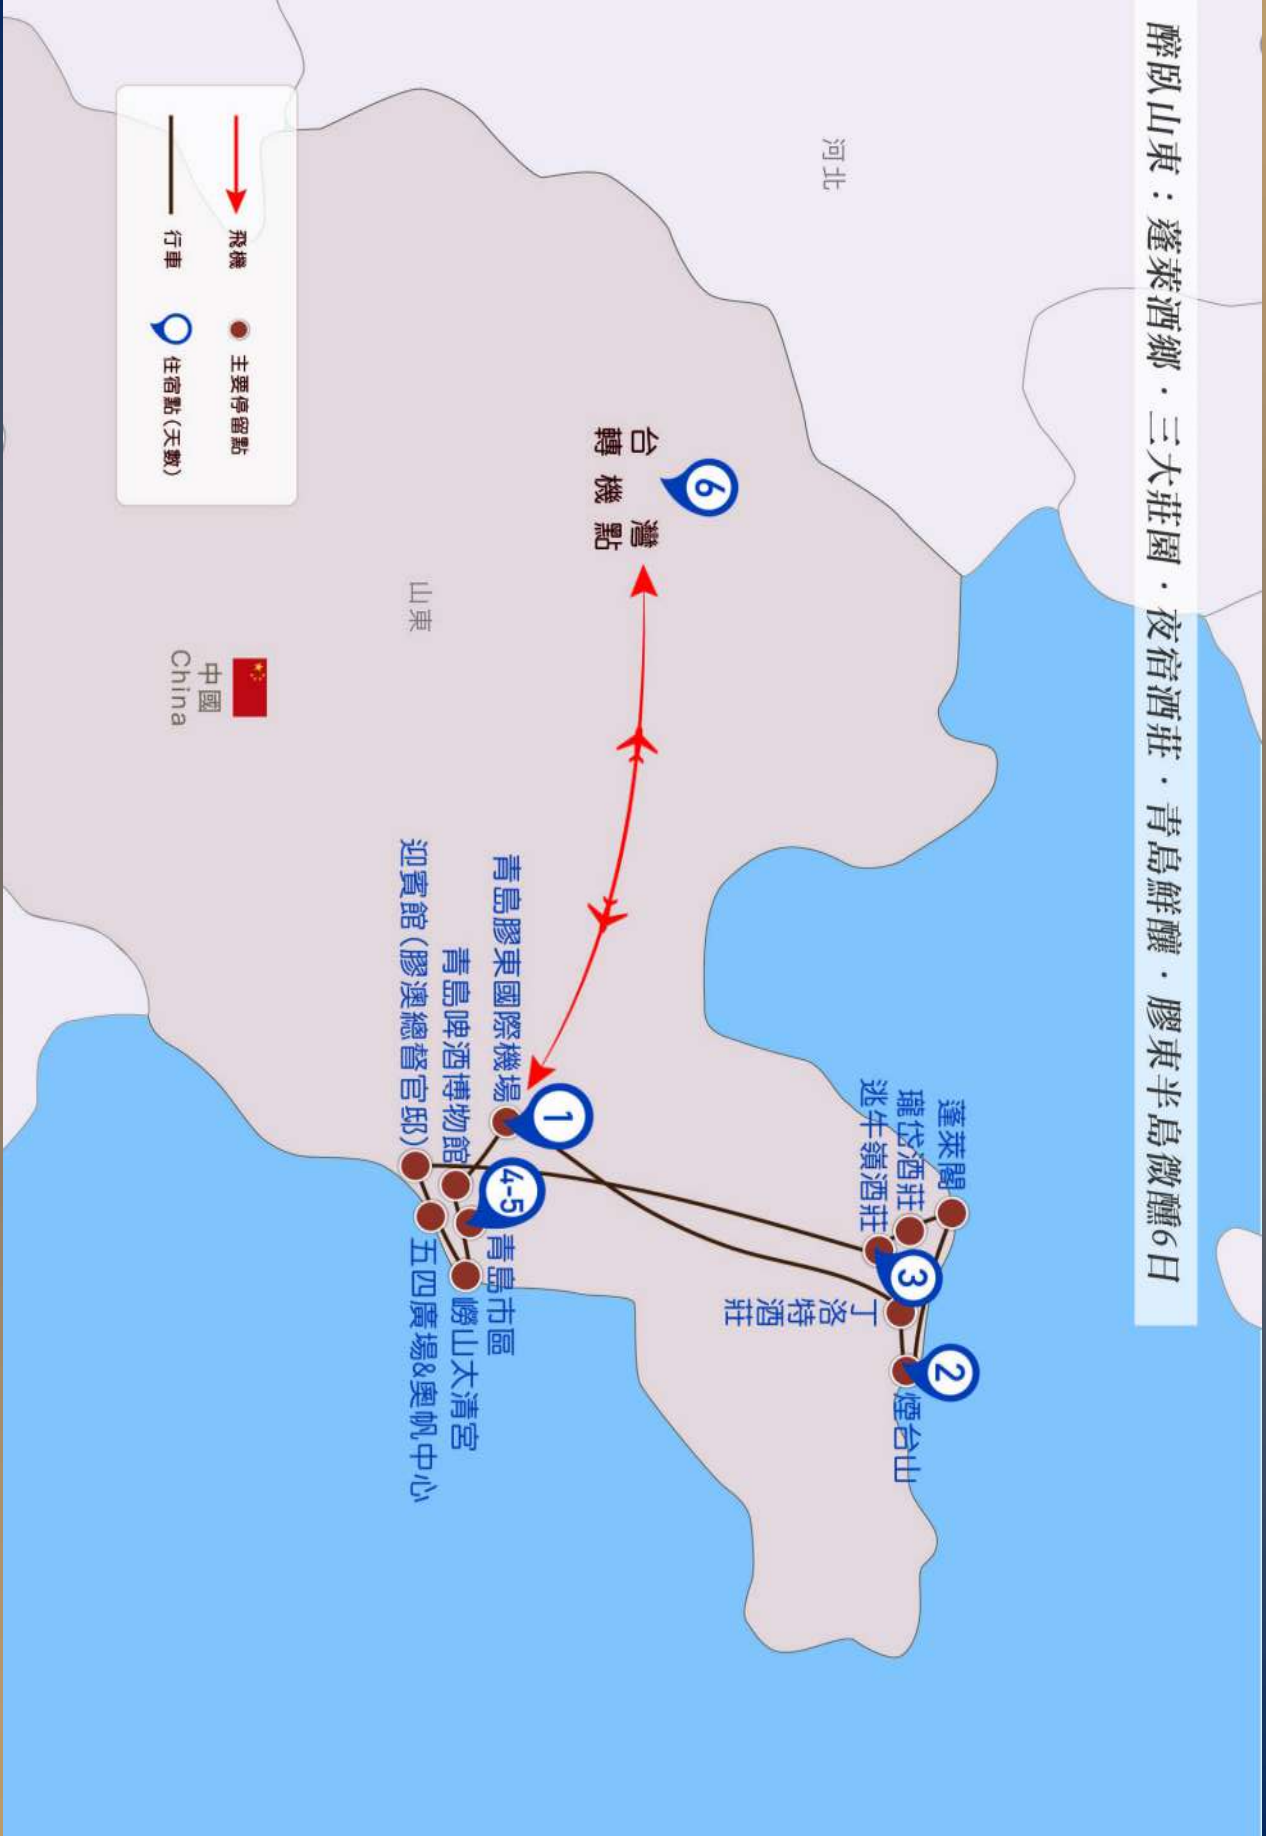 醉臥山東：蓬萊酒鄉．三大莊園．夜宿酒莊．青島鮮釀．膠東半島微醺6日
河北
6
台灣
轉機點
山東
中國
China
蓬萊閣
瓏岱酒莊
逃牛嶺酒莊
3
丁洛特酒莊
2
煙台山
青島膠東國際機場
1
青島啤酒博物館
迎賓館(膠澳總督官邸)
4-5
青島市區
嶗山太清宮
五四廣場&奧帆中心
飛機
主要停留點
行車
住宿點(天數)